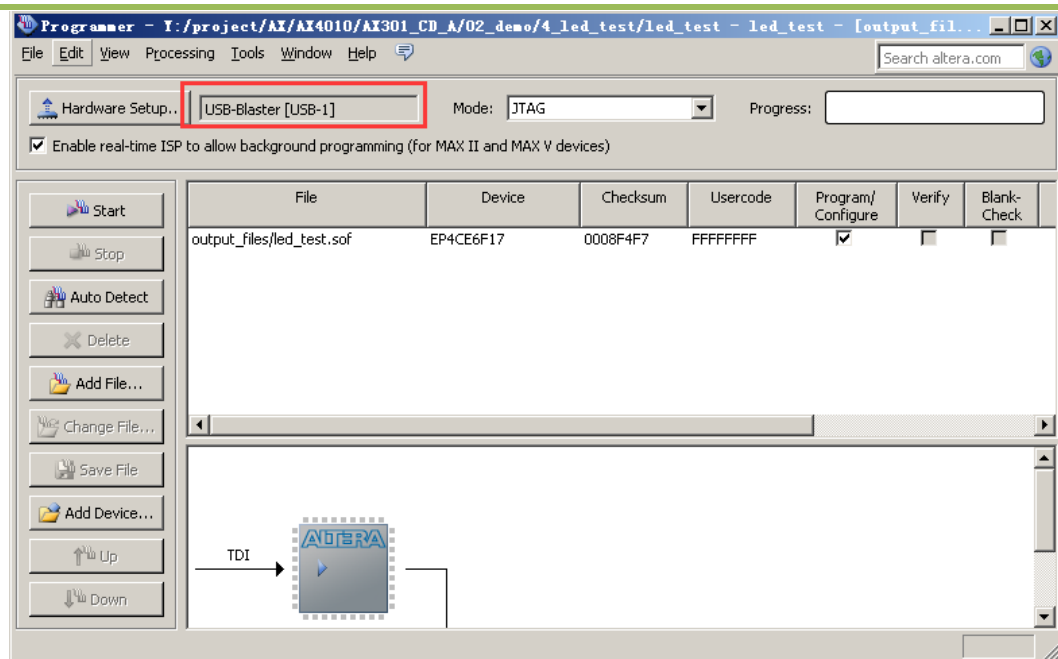 Programmer - Y:/project/AX/AX4010/AX301_CD_A/02_demo/4_led_test/led_test - led_test - [output_fil...
File Edit View Processing Tools Window Help
Search altera.com
Hardware Setup.. USB-Blaster [USB-1] Mode: JTAG Progress:
Enable real-time ISP to allow background programming (for MAX II and MAX V devices)
Start
Stop
Auto Detect
Delete
Add File...
Change File...
Save File
Add Device...
Up
Down
File Device Checksum Usercode Program/
Configure Verify Blank-
Check
output_files/led_test.sof EP4CE6F17 0008F4F7 FFFFFFFF
ALTERA
TDI